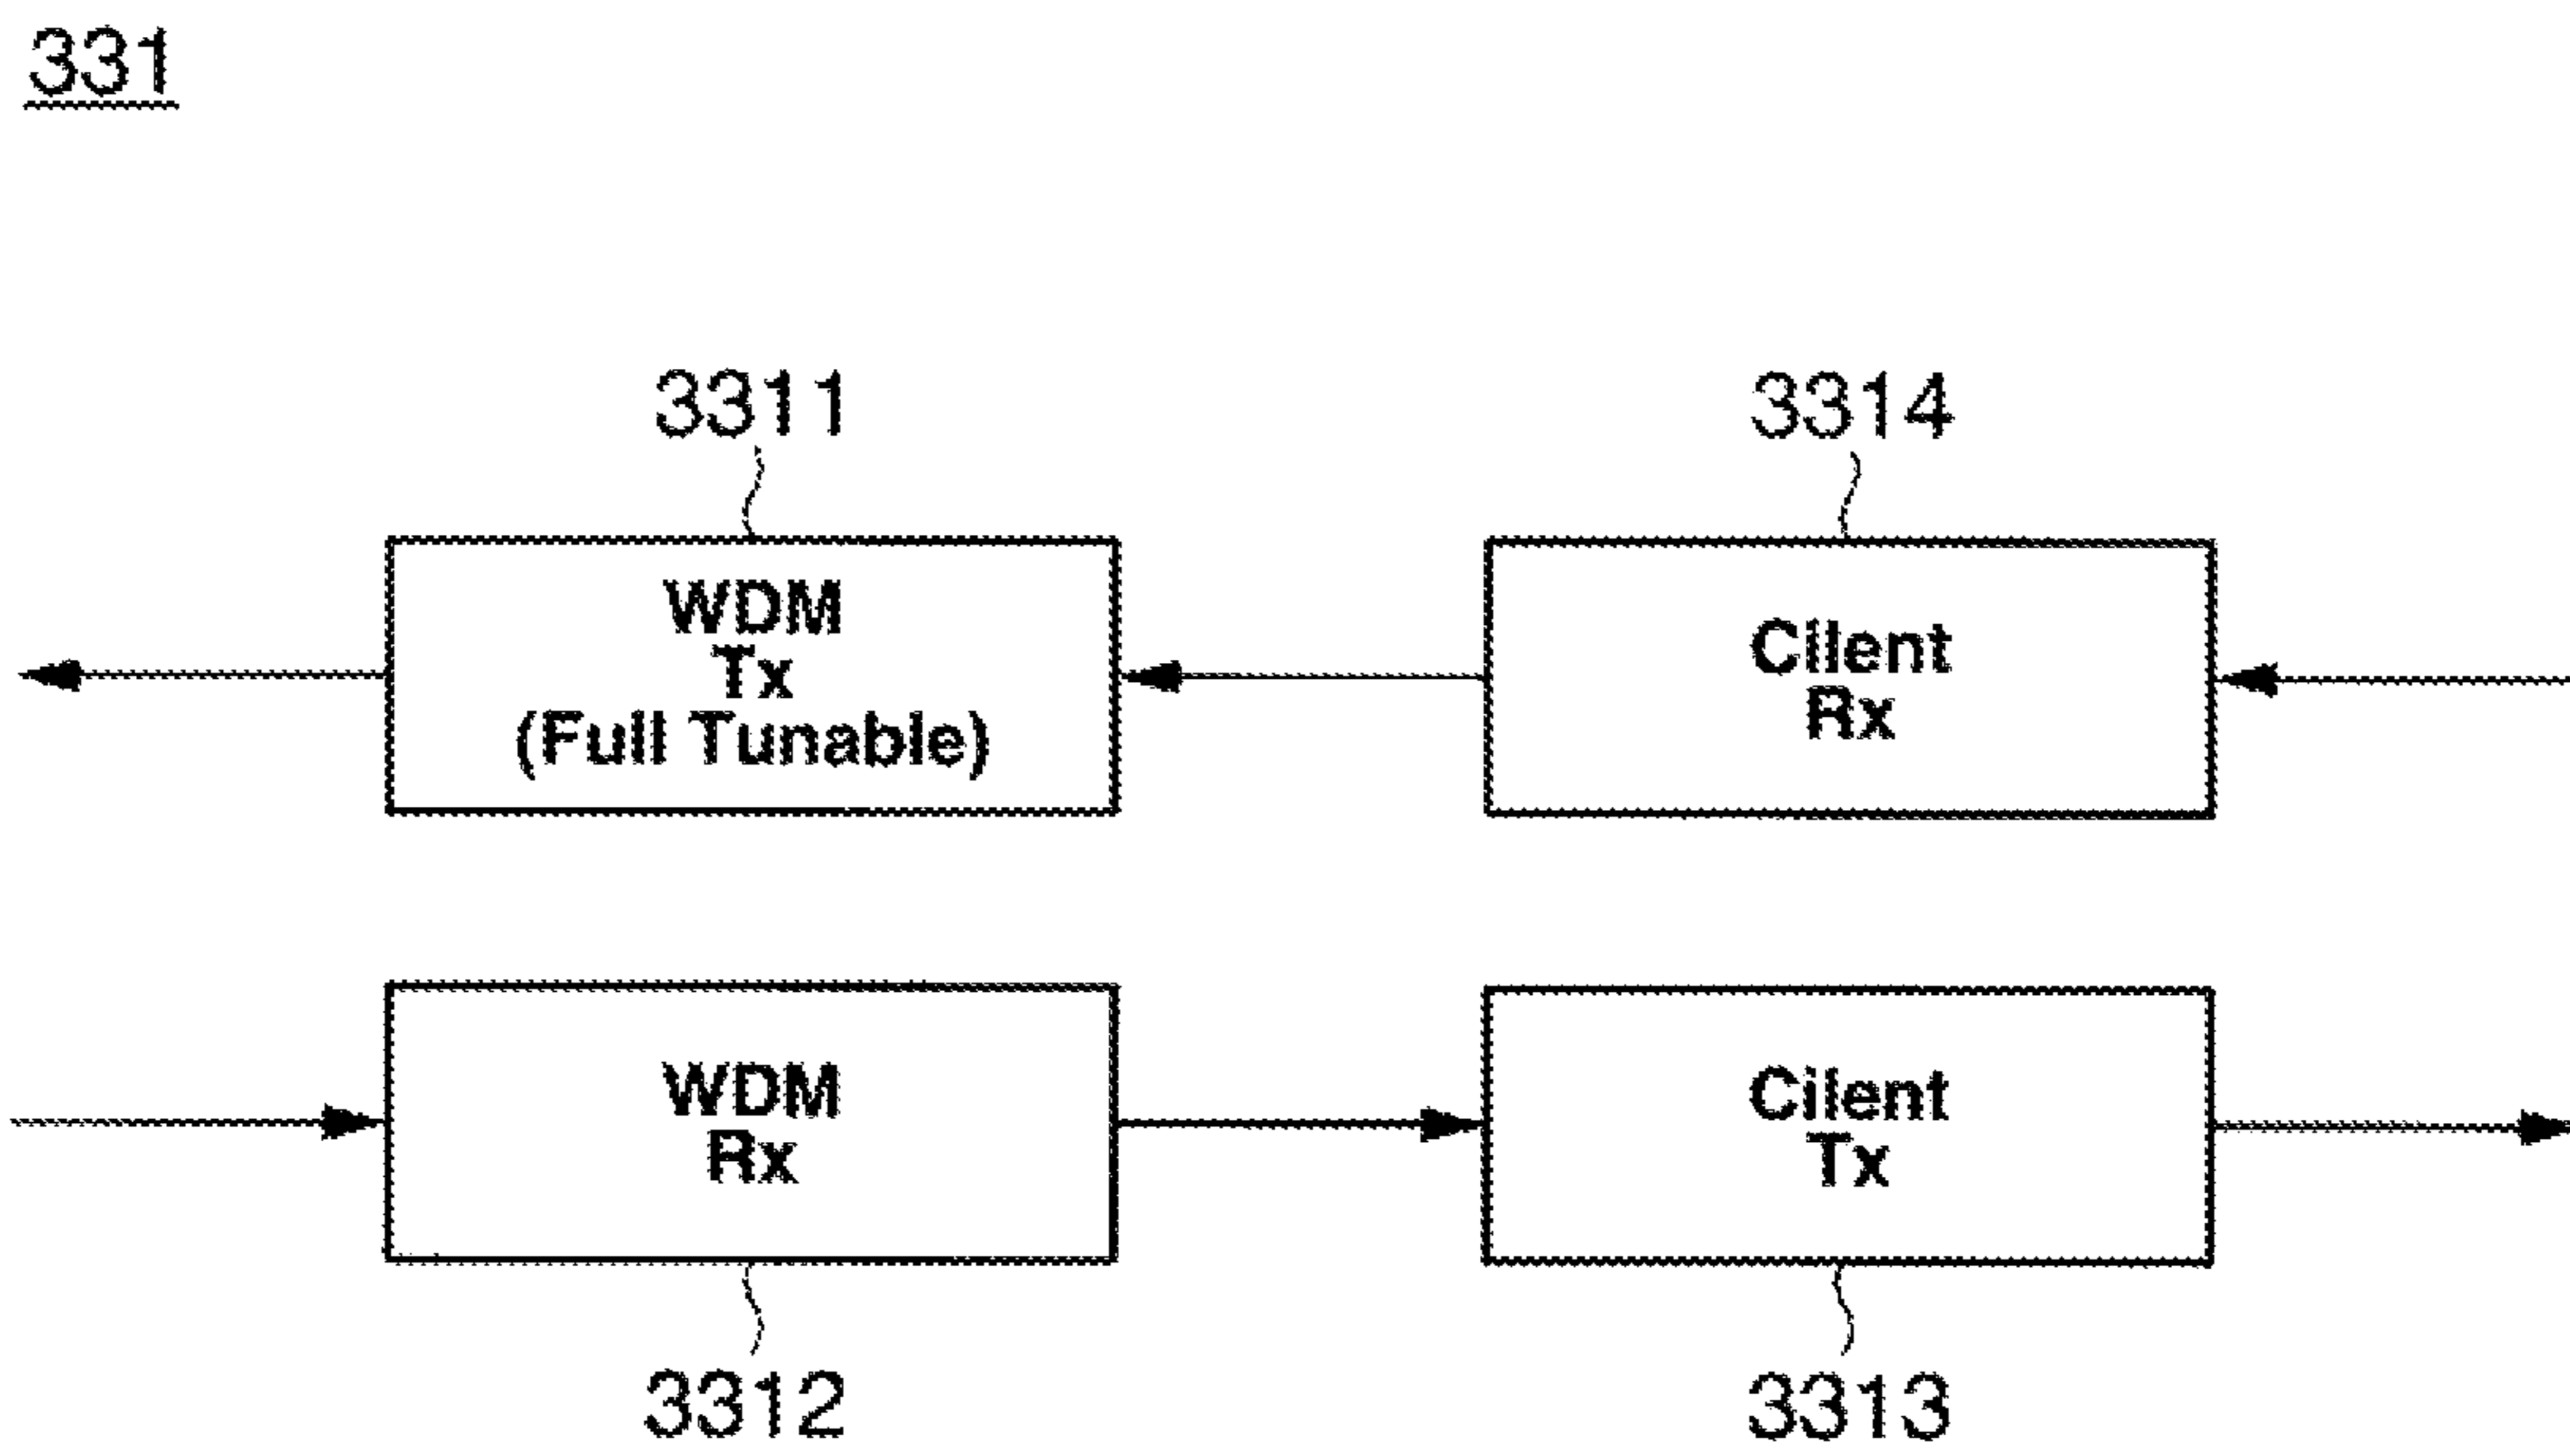 331
3311
3314
WDM
Tx
(Full Tunable)
Cilent
Rx
WDM
Rx
Cilent
Tx
3312
3313